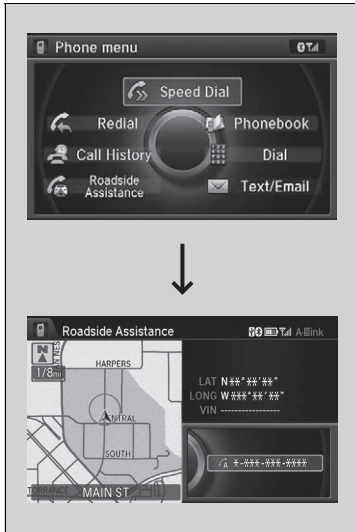 Phone menu
Speed Dial
Redial
Phonebook
Call History
Dial
Roadside
Assistance
Text/Email
Roadside Assistance
N
1/8mi
HARPERS
CENTRAL
SOUTH
TORRANCE
MAIN ST
LAT N**°**'**"
LONG W***°**'**"
VIN -----------------
*-***-***-****